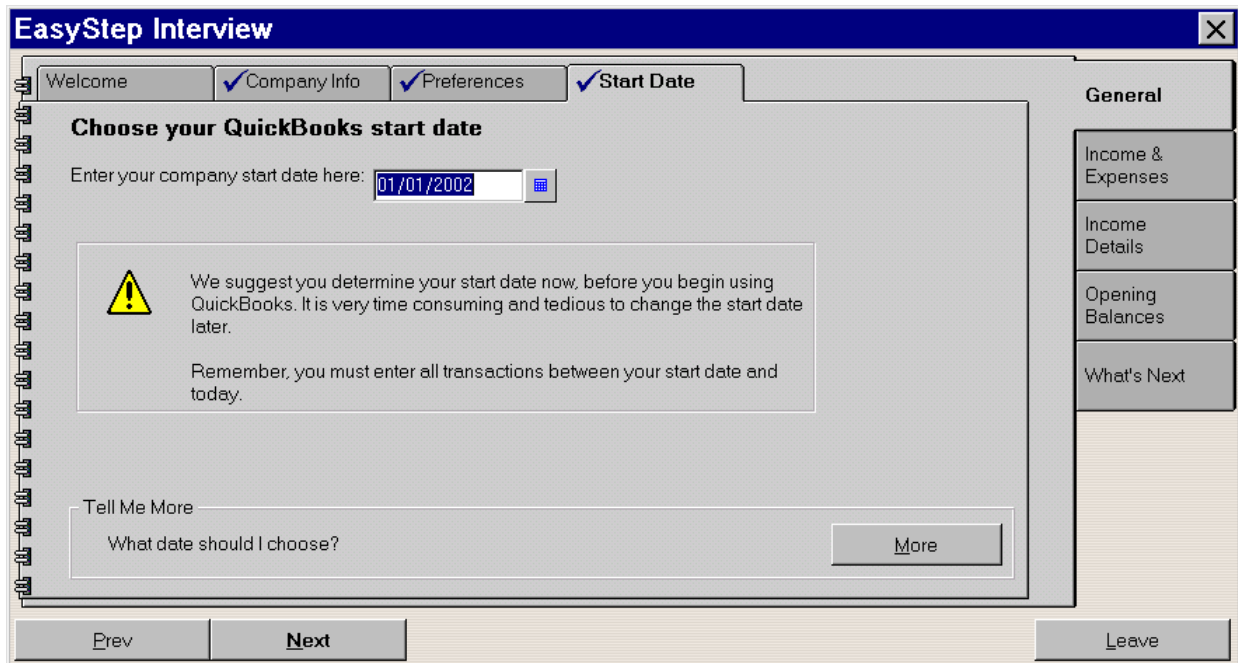 EasyStep Interview
Welcome
Company Info
Preferences
Start Date
Choose your QuickBooks start date
Enter your company start date here:
01/01/2002
We suggest you determine your start date now, before you begin using
QuickBooks. It is very time consuming and tedious to change the start date
later.
Remember, you must enter all transactions between your start date and
today.
Tell Me More
What date should I choose?
More
General
Income &
Expenses
Income
Details
Opening
Balances
What's Next
Prev
Next
Leave